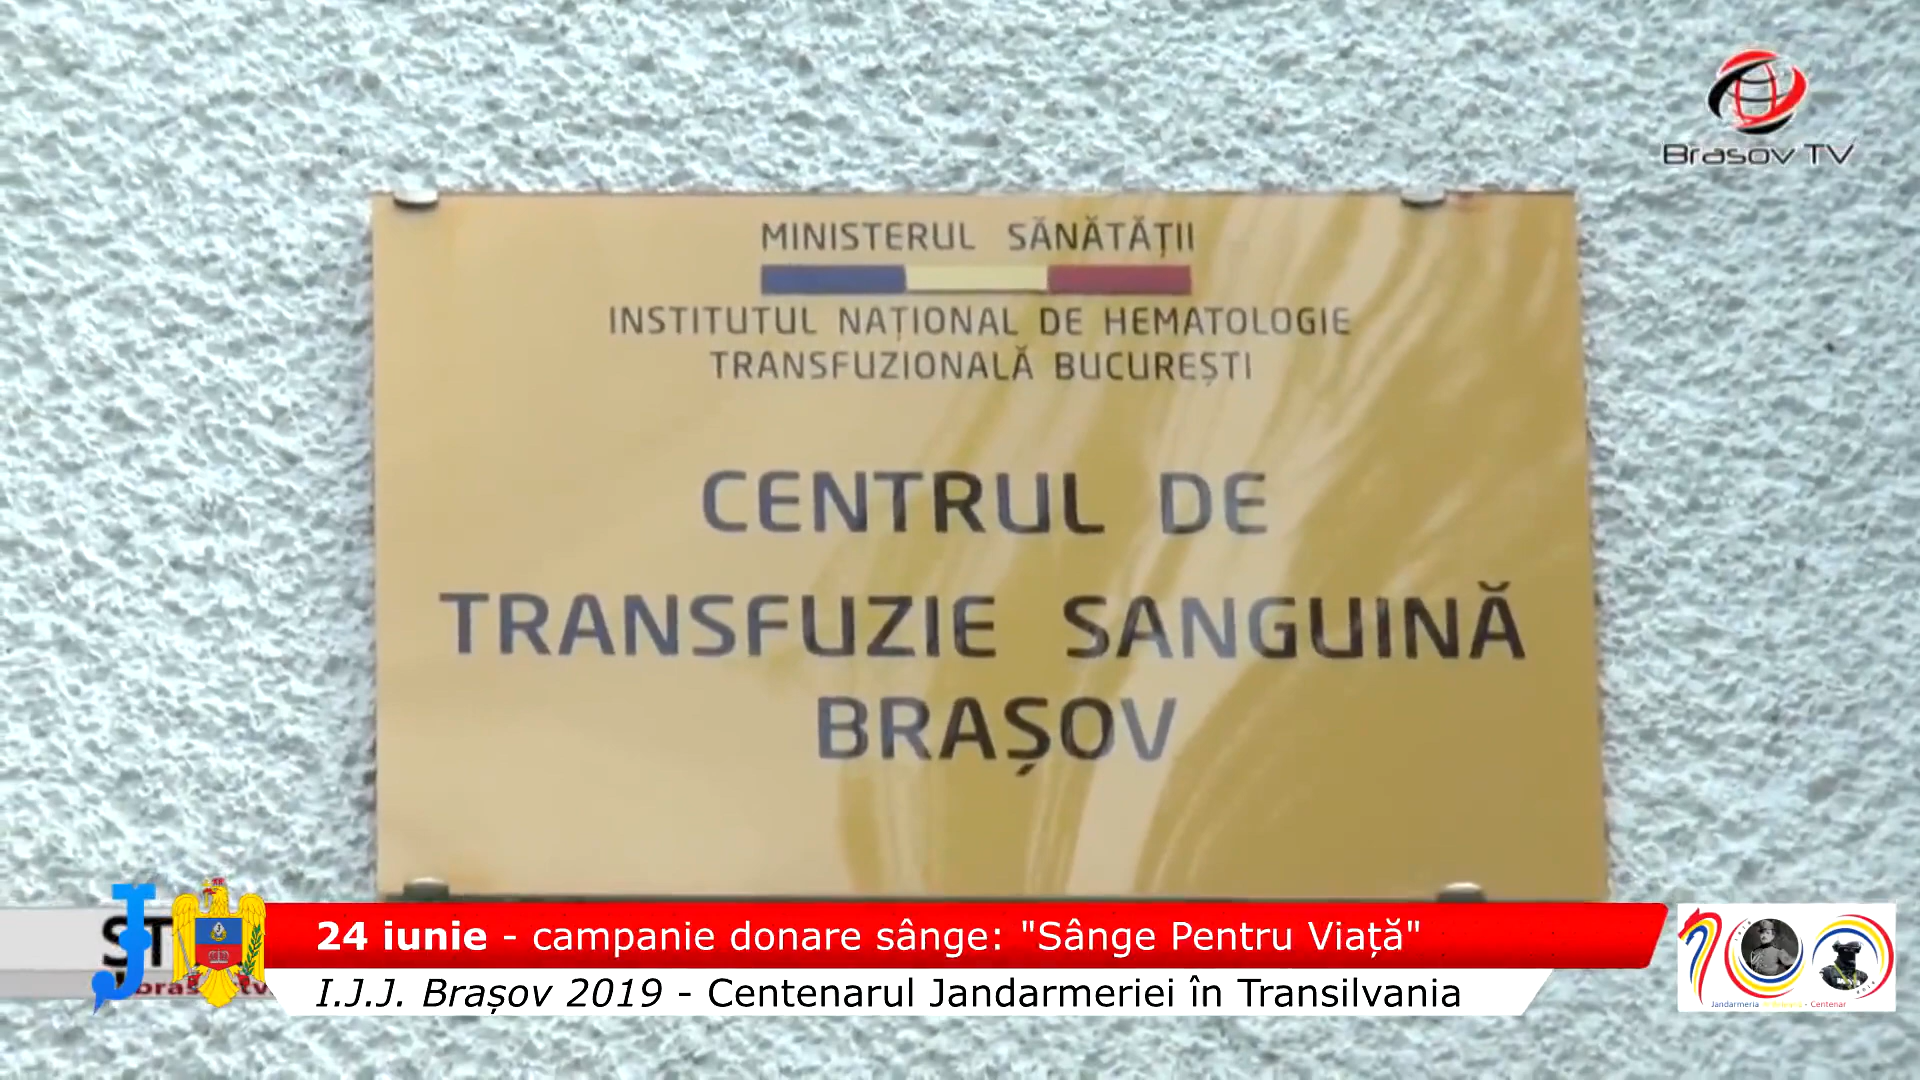 Brasov TV
MINISTERUL SĂNĂTĂȚII
INSTITUTUL NAȚIONAL DE HEMATOLOGIE
TRANSFUZIONALĂ BUCUREȘTI
CENTRUL DE
TRANSFUZIE SANGUINĂ
BRAȘOV
24 iunie - campanie donare sânge: "Sânge Pentru Viață"
I.J.J. Brașov 2019 - Centenarul Jandarmeriei în Transilvania
100
Jandarmeria - Centenar